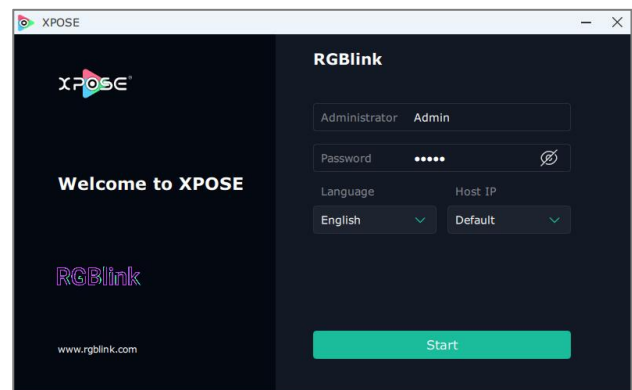 XPOSE
XPOSE
Welcome to XPOSE
RGBlink
www.rgblink.com
RGBlink
Administrator Admin
Password •••••
Language Host IP
English Default
Start